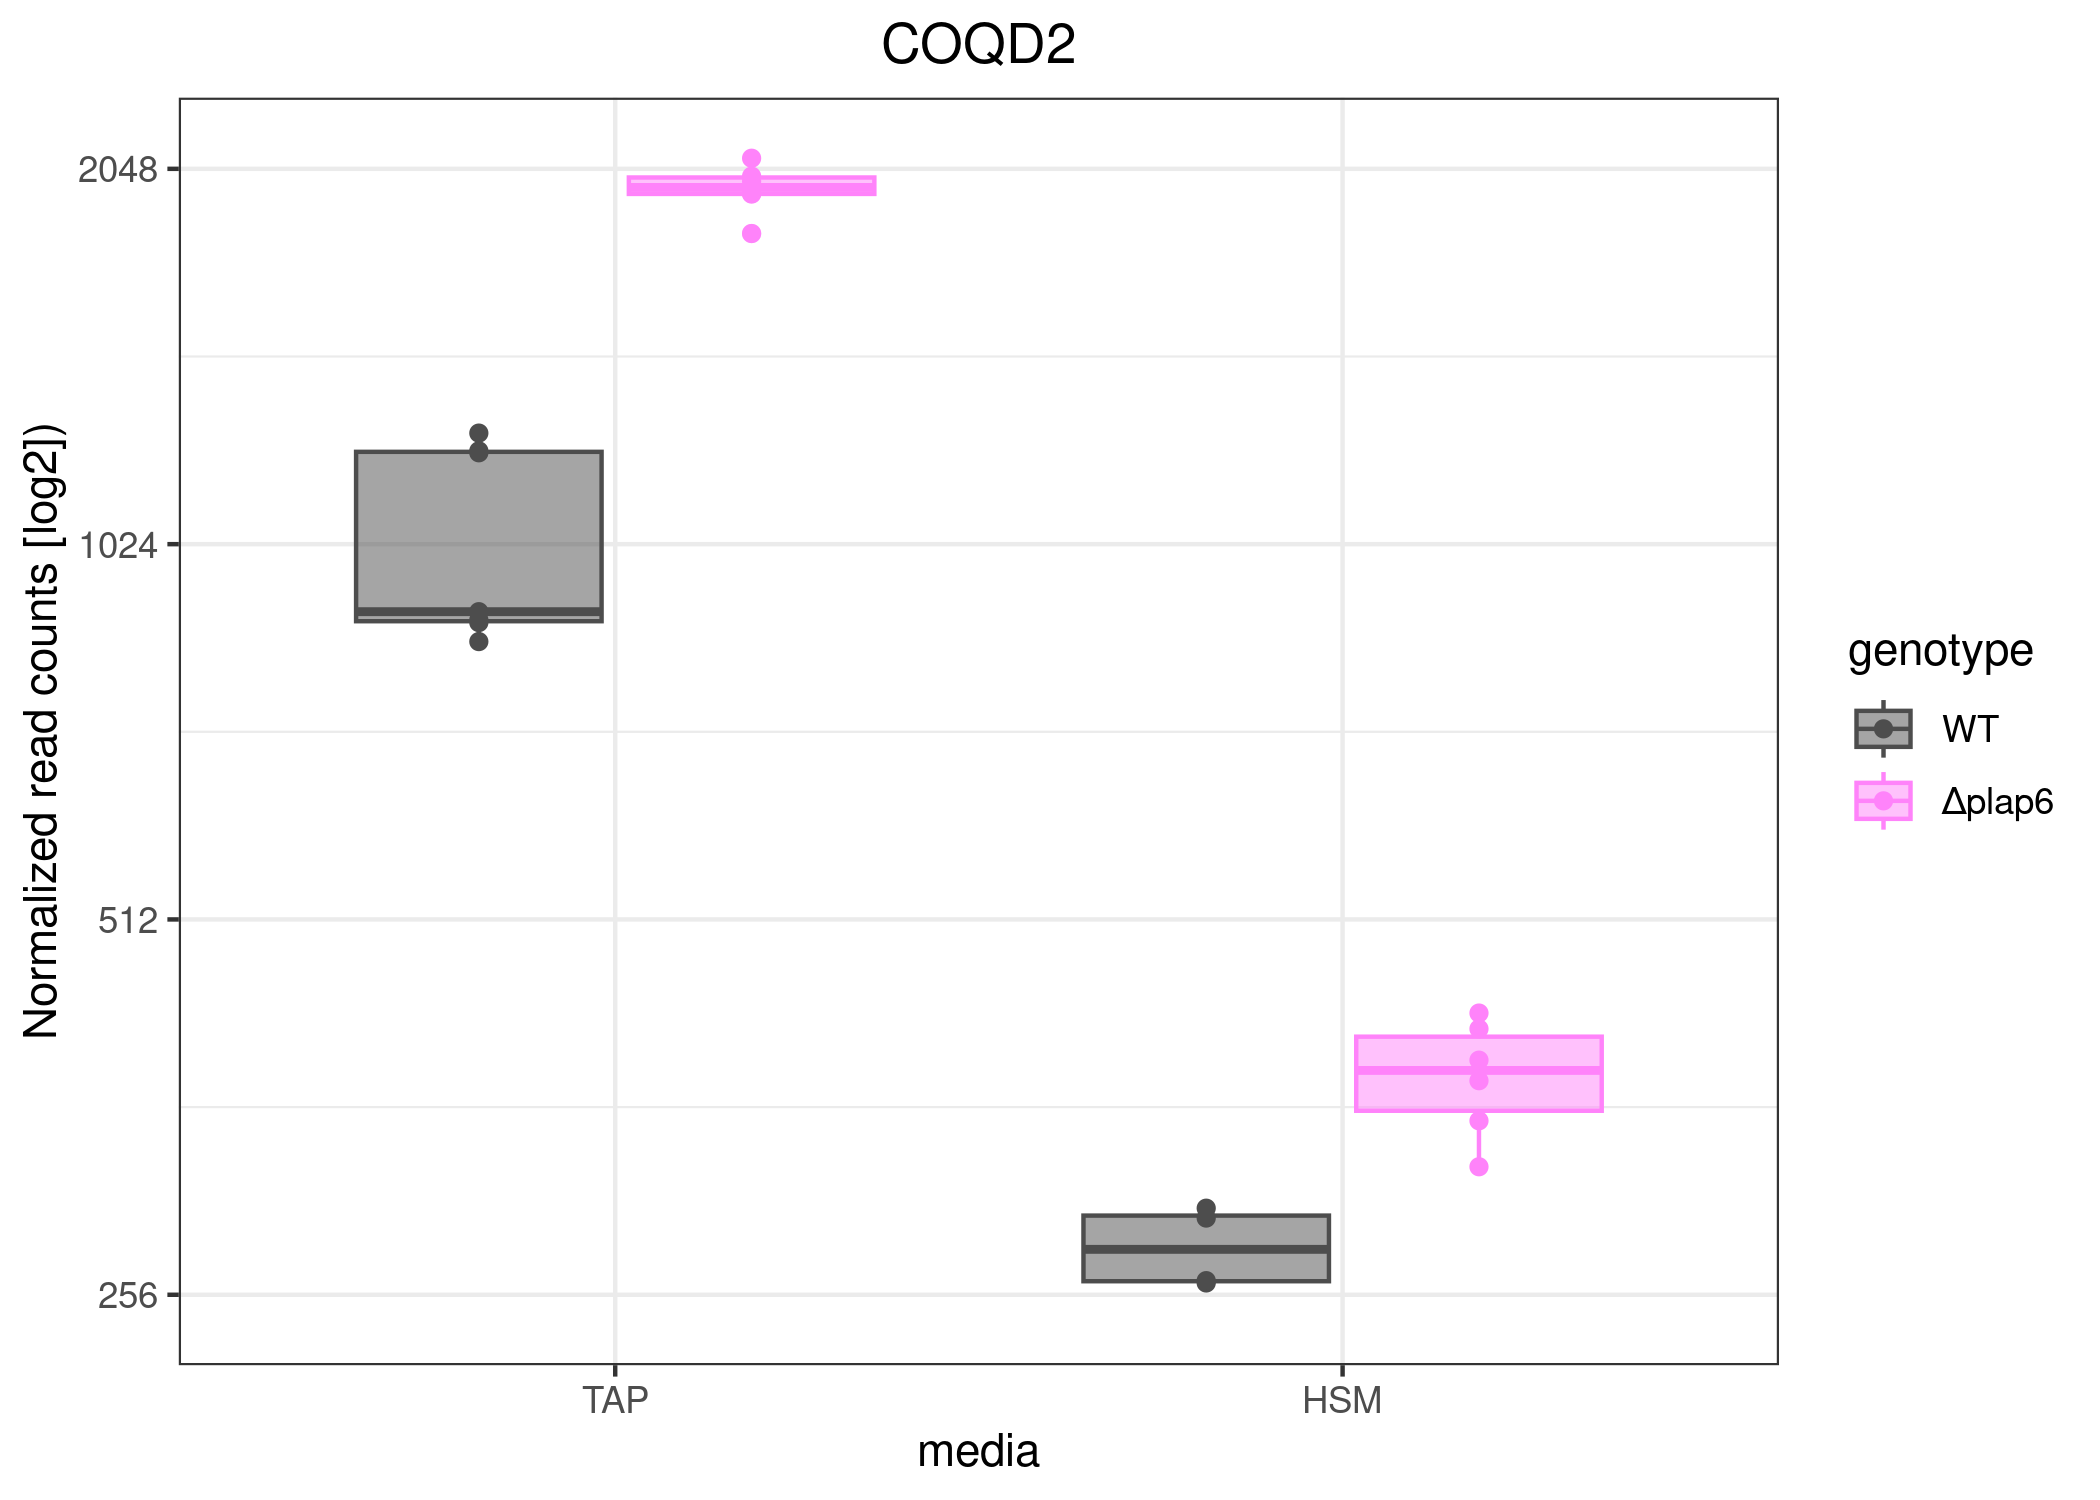 COQD2
Normalized read counts [log2])
2048
1024
512
256
TAP
HSM
media
genotype
WT
Δplap6